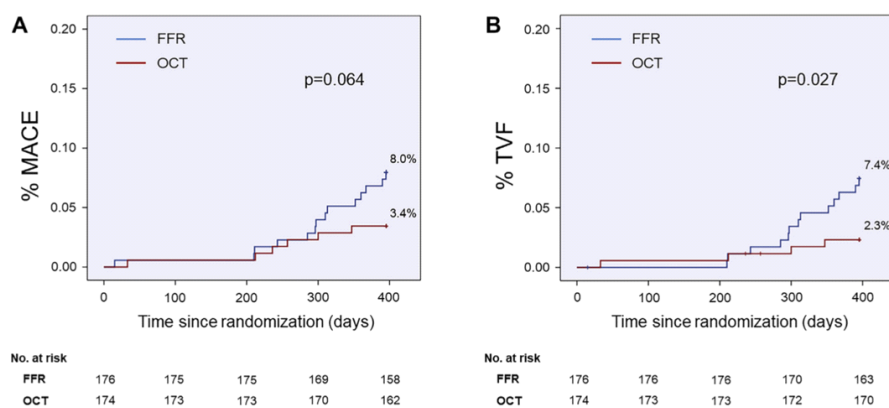 A
FFR
OCT
p=0.064
8.0%
3.4%
% MACE
0.20
0.15
0.10
0.05
0.00
0 100 200 300 400
Time since randomization (days)
No. at risk
FFR 176 175 175 169 158
OCT 174 173 173 170 162
B
FFR
OCT
p=0.027
7.4%
2.3%
% TVF
0.20
0.15
0.10
0.05
0.00
0 100 200 300 400
Time since randomization (days)
No. at risk
FFR 176 176 176 170 163
OCT 174 173 173 172 170